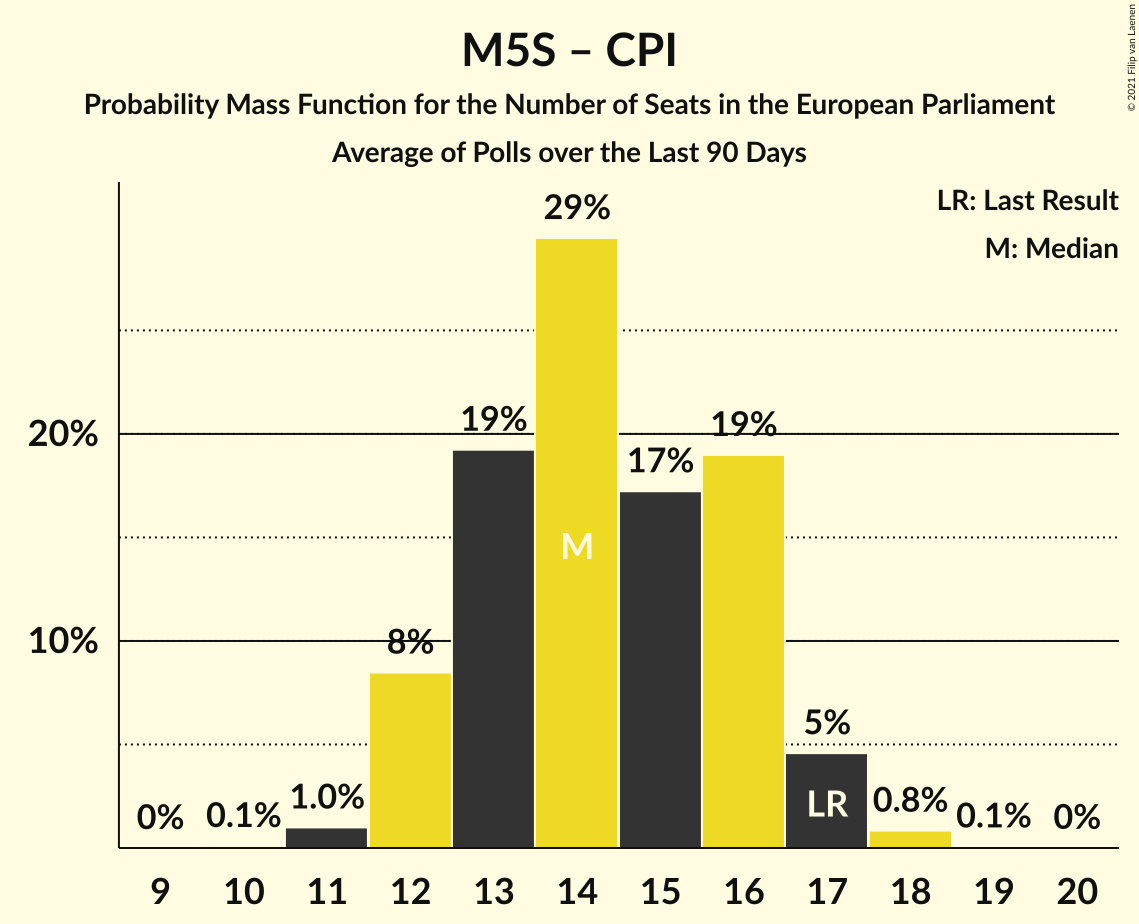 M5S – CPI
Probability Mass Function for the Number of Seats in the European Parliament
Average of Polls over the Last 90 Days
© 2021 Filip van Laenen
LR: Last Result
M: Median
20%
10%
0%
0.1%
1.0%
8%
19%
29%
M
17%
19%
5%
LR
0.8%
0.1%
0%
9 10 11 12 13 14 15 16 17 18 19 20